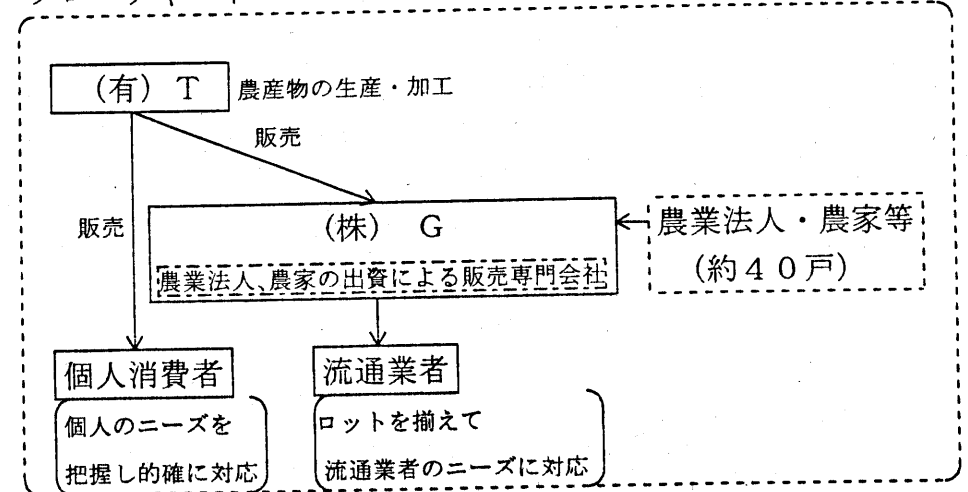 (有) T
農産物の生産・加工
販売
販売
(株) G
農業法人、農家の出資による販売専門会社
農業法人・農家等
(約40戸)
個人消費者
流通業者
個人のニーズを
把握し的確に対応
ロットを揃えて
流通業者のニーズに対応